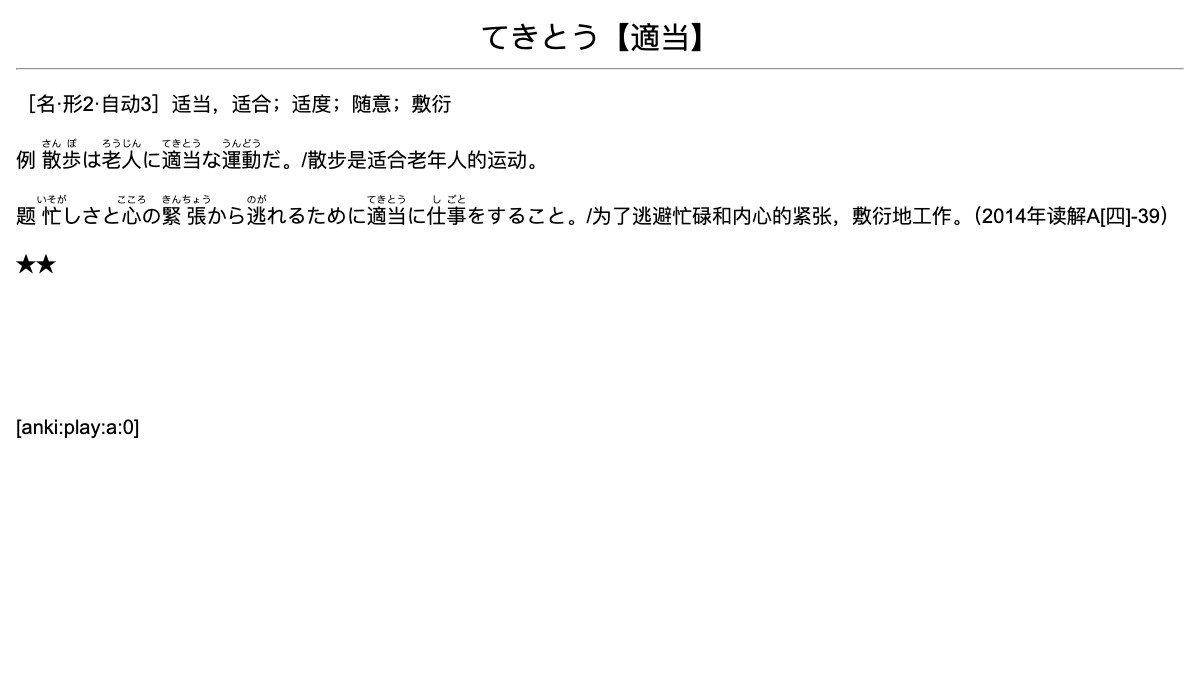 てきとう【適当】
［名·形2·自动3］适当，适合；适度；随意；敷衍
さん ぽ ろうじん てきとう うんどう
例 散歩は老人に適当な運動だ。/散步是适合老年人的运动。
いそが こころ きんちょう のが てきとう し ごと
题 忙しさと心の緊張から逃れるために適当に仕事をすること。/为了逃避忙碌和内心的紧张，敷衍地工作。（2014年读解A[四]-39）
★★
[anki:play:a:0]